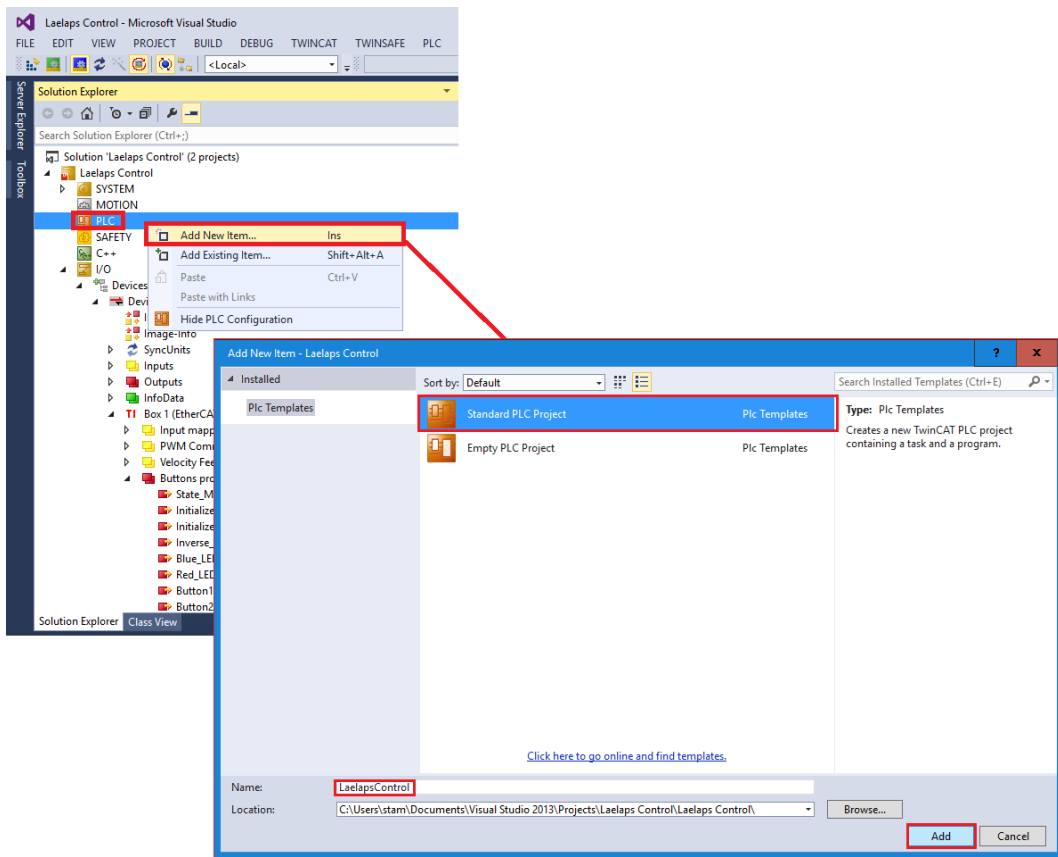 Laelaps Control - Microsoft Visual Studio
FILE EDIT VIEW PROJECT BUILD DEBUG TWINCAT TWINSAFE PLC
<Local>
Server Explorer
Toolbox
Solution Explorer
Search Solution Explorer (Ctrl+;)
Solution 'Laelaps Control' (2 projects)
Laelaps Control
SYSTEM
MOTION
PLC
SAFETY
C++
I/O
Devices
Devi
Image-Info
SyncUnits
Inputs
Outputs
InfoData
Box 1 (EtherCA
Input mapp
PWM Com
Velocity Fee
Buttons pro
State_M
Initialize
Initialize
Inverse_
Blue_LE
Red_LED
Button1
Button2
Solution Explorer Class View
Add New Item... Ins
Add Existing Item... Shift+Alt+A
Paste Ctrl+V
Paste with Links
Hide PLC Configuration
Add New Item - Laelaps Control ? x
Installed
Plc Templates
Sort by: Default
Search Installed Templates (Ctrl+E)
Standard PLC Project Plc Templates
Empty PLC Project Plc Templates
Type: Plc Templates
Creates a new TwinCAT PLC project
containing a task and a program.
Click here to go online and find templates.
Name: LaelapsControl
Location: C:\Users\stam\Documents\Visual Studio 2013\Projects\Laelaps Control\Laelaps Control\ Browse...
Add Cancel